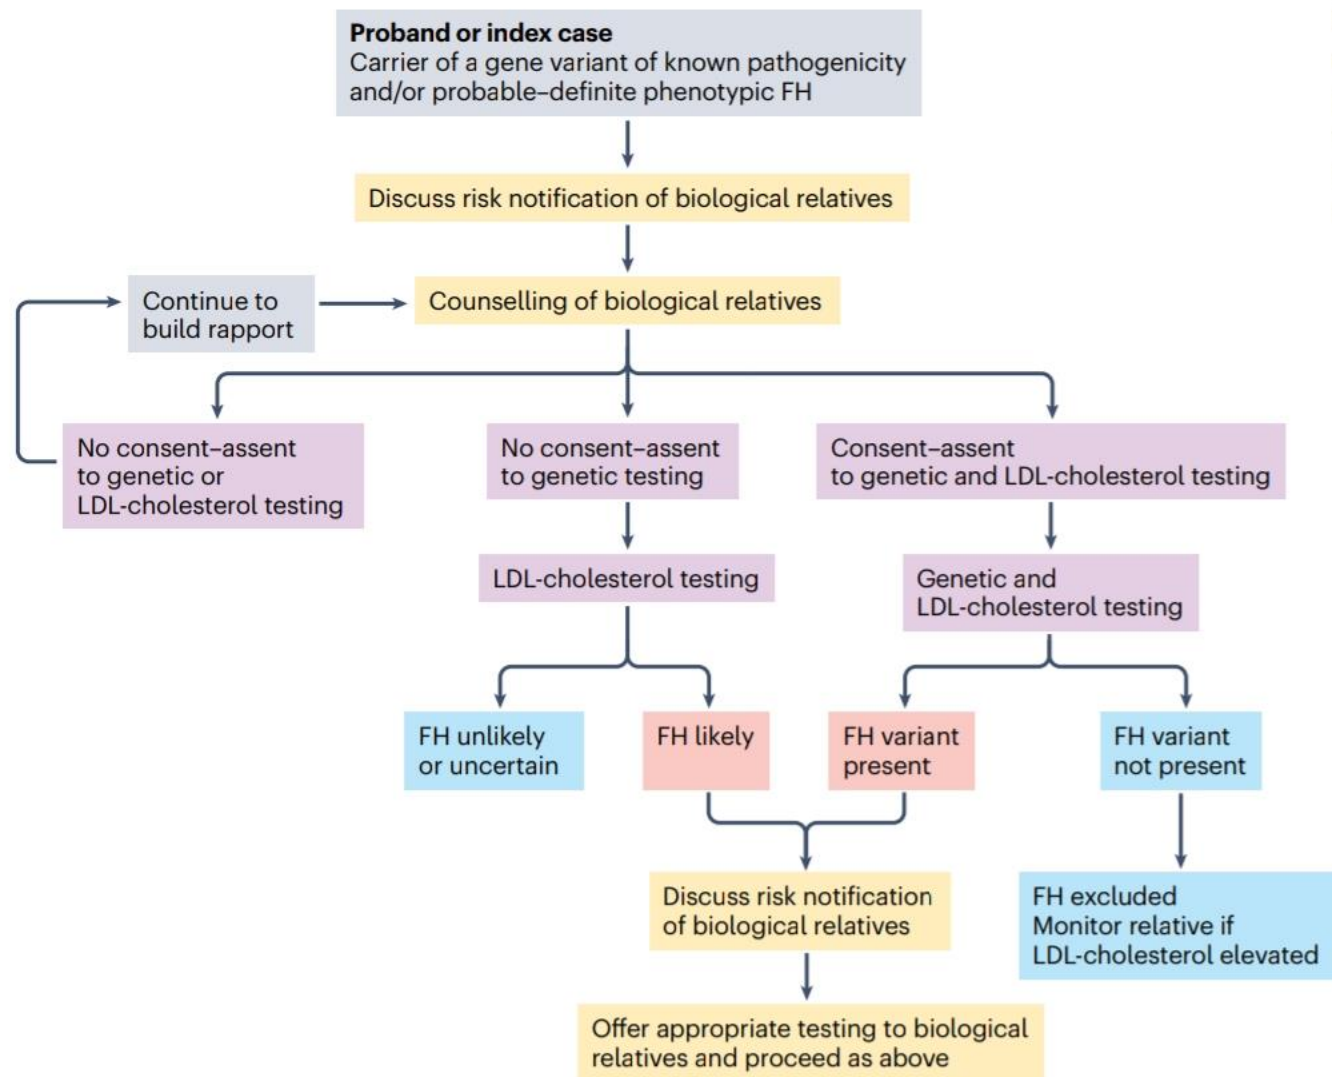 Proband or index case
Carrier of a gene variant of known pathogenicity
and/or probable–definite phenotypic FH
Discuss risk notification of biological relatives
Continue to
build rapport
Counselling of biological relatives
No consent–assent
to genetic or
LDL-cholesterol testing
No consent–assent
to genetic testing
Consent–assent
to genetic and LDL-cholesterol testing
LDL-cholesterol testing
Genetic and
LDL-cholesterol testing
FH unlikely
or uncertain
FH likely
FH variant
present
FH variant
not present
Discuss risk notification
of biological relatives
FH excluded
Monitor relative if
LDL-cholesterol elevated
Offer appropriate testing to biological
relatives and proceed as above